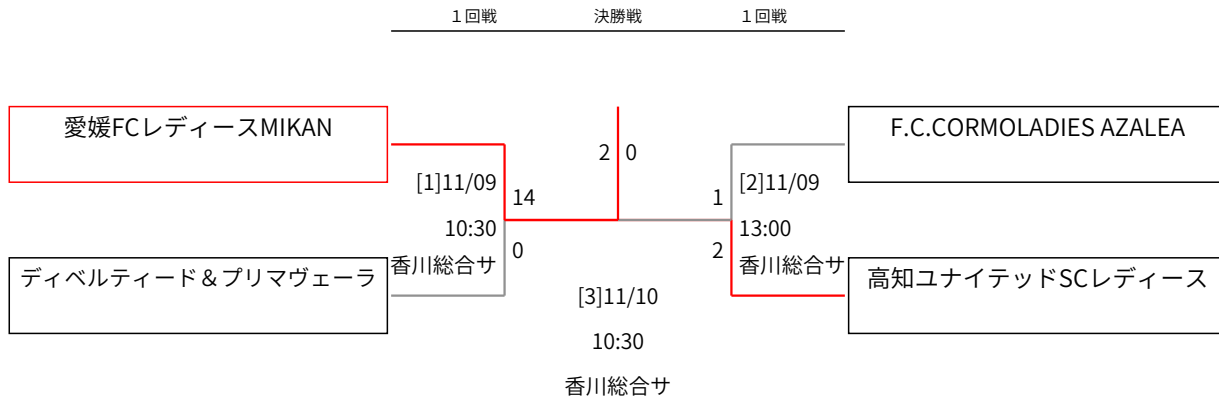 １回戦 決勝戦 １回戦
愛媛FCレディースMIKAN
F.C.CORMOLADIES AZALEA
2 0
[1]11/09
14
1
[2]11/09
10:30
0
2
13:00
香川総合サ
香川総合サ
ディベルティード＆プリマヴェーラ
高知ユナイテッドSCレディース
[3]11/10
10:30
香川総合サ